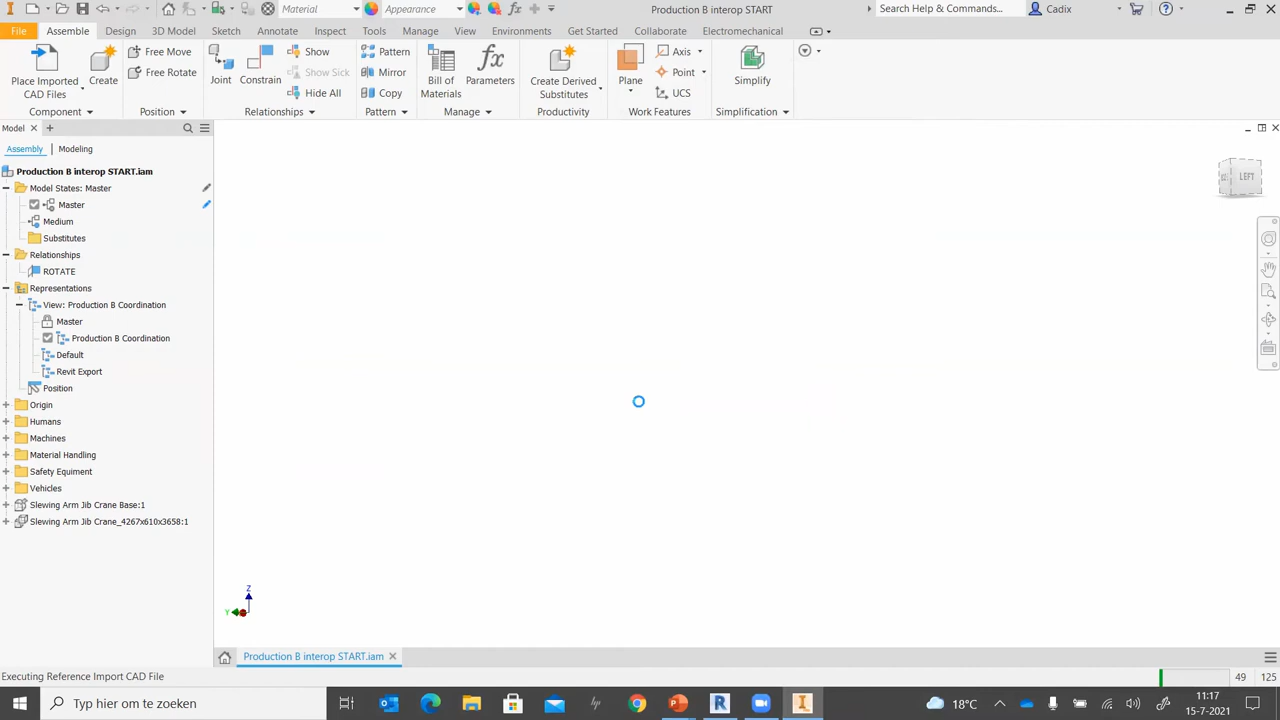 Material
Appearance
Production B interop START
Search Help & Commands...
Cadix
File
Assemble
Design
3D Model
Sketch
Annotate
Inspect
Tools
Manage
View
Environments
Get Started
Collaborate
Electromechanical
Place Imported
CAD Files
Create
Free Move
Free Rotate
Joint
Constrain
Show
Show Sick
Hide All
Pattern
Mirror
Copy
Bill of
Materials
Parameters
Create Derived
Substitutes
Plane
Axis
Point
UCS
Simplify
Component
Position
Relationships
Pattern
Manage
Productivity
Work Features
Simplification
Model
Assembly
Modeling
Production B interop START.iam
Model States: Master
Master
Medium
Substitutes
Relationships
ROTATE
Representations
View: Production B Coordination
Master
Production B Coordination
Default
Revit Export
Position
Origin
Humans
Machines
Material Handling
Safety Equiment
Vehicles
Slewing Arm Jib Crane Base:1
Slewing Arm Jib Crane_4267x610x3658:1
LEFT
Z
Y
Production B interop START.iam
Executing Reference Import CAD File
49
125
Typ hier om te zoeken
18°C
11:17
15-7-2021